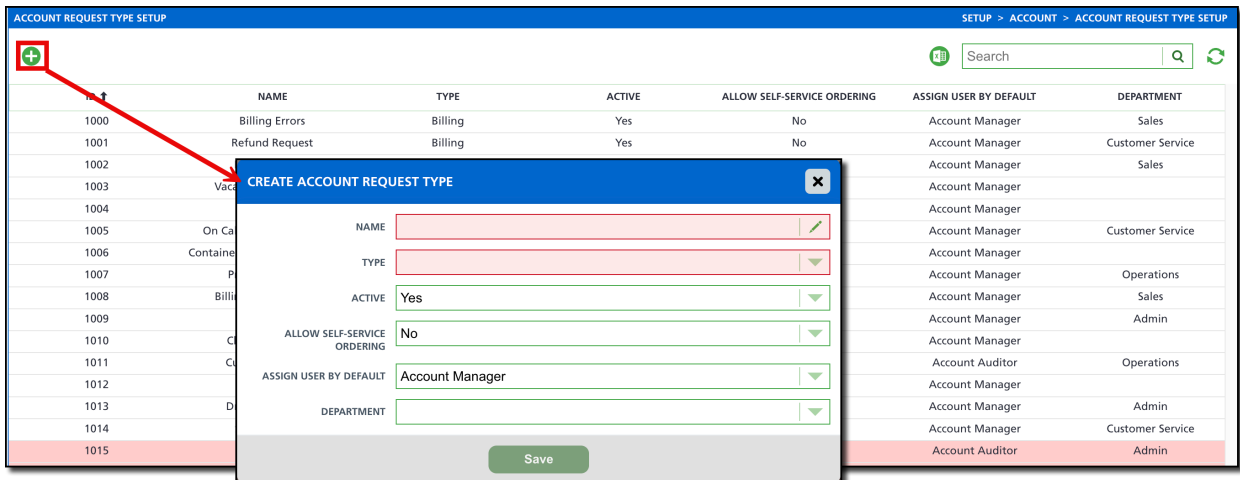 ACCOUNT REQUEST TYPE SETUP SETUP > ACCOUNT > ACCOUNT REQUEST TYPE SETUP
Search
ID NAME TYPE ACTIVE ALLOW SELF-SERVICE ORDERING ASSIGN USER BY DEFAULT DEPARTMENT
1000 Billing Errors Billing Yes No Account Manager Sales
1001 Refund Request Billing Yes No Account Manager Customer Service
1002 Account Manager Sales
1003 Account Manager
1004 Account Manager
1005 On Account Manager Customer Service
1006 Account Manager
1007 Account Manager Operations
1008 Account Manager Sales
1009 Account Manager Admin
1010 Account Manager
1011 Account Auditor Operations
1012 Account Manager
1013 Account Manager Admin
1014 Account Manager Customer Service
1015 Account Auditor Admin
CREATE ACCOUNT REQUEST TYPE
NAME
TYPE
ACTIVE Yes
ALLOW SELF-SERVICE
ORDERING No
ASSIGN USER BY DEFAULT Account Manager
DEPARTMENT
Save